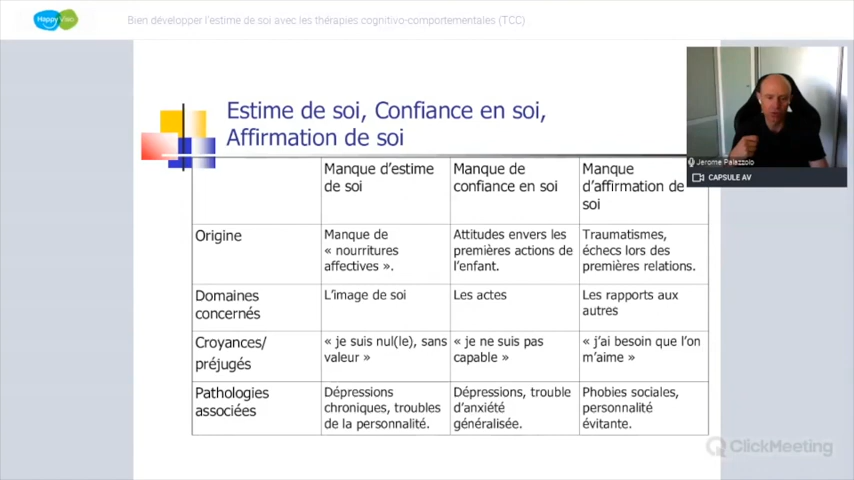 Happy Visio
Bien développer l'estime de soi avec les thérapies cognitivo-comportementales (TCC)
Estime de soi, Confiance en soi,
Affirmation de soi
Manque d'estime
de soi
Manque de
confiance en soi
Manque
d'affirmation de
soi
Origine
Manque de
« nourritures
affectives ».
Attitudes envers les
premières actions de
l'enfant.
Traumatismes,
échecs lors des
premières relations.
Domaines
concernés
L'image de soi
Les actes
Les rapports aux
autres
Croyances/
préjugés
« je suis nul(le), sans
valeur »
« je ne suis pas
capable »
« j'ai besoin que l'on
m'aime »
Pathologies
associées
Dépressions
chroniques, troubles
de la personnalité.
Dépressions, trouble
d'anxiété
généralisée.
Phobies sociales,
personnalité
évitante.
Jerome Palazzolo
CAPSULE AV
ClickMeeting